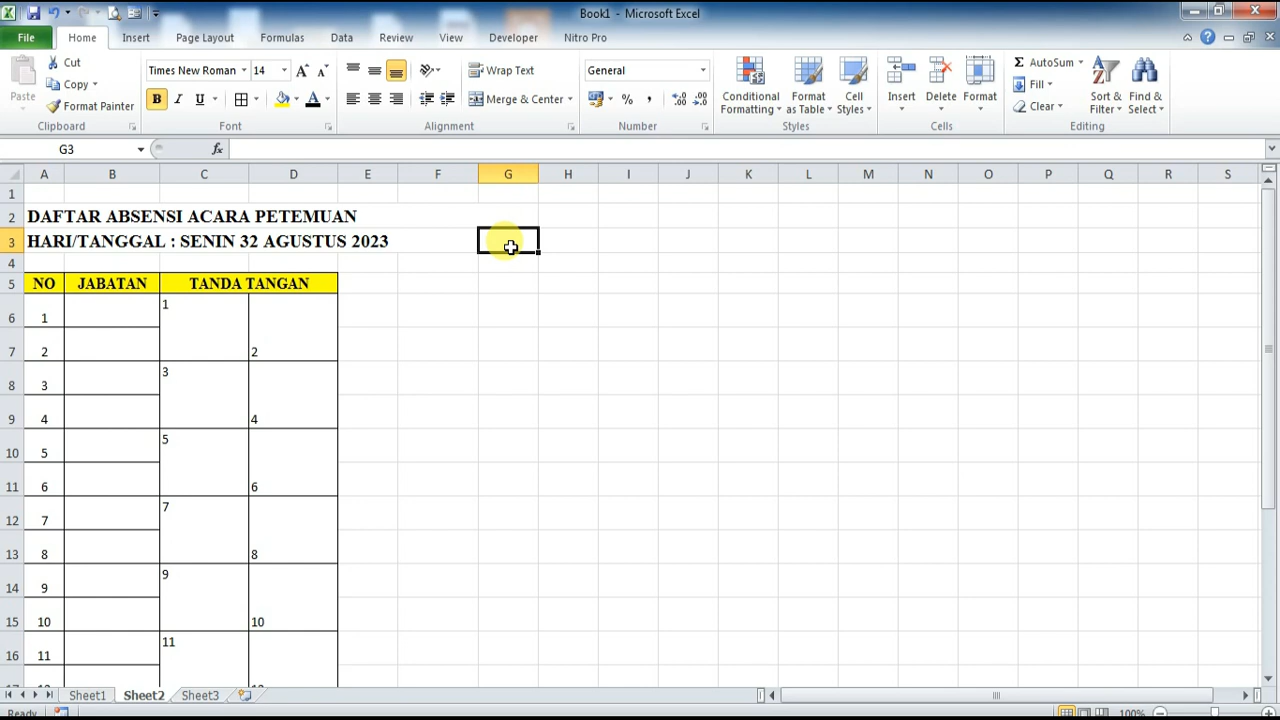 Book1 - Microsoft Excel
File Home Insert Page Layout Formulas Data Review View Developer Nitro Pro
Cut
Copy
Format Painter
Paste
Clipboard
Times New Roman 14
B I U A
Font
Wrap Text
Merge & Center
Alignment
General
% ,
Number
Conditional Formatting
Format as Table
Cell Styles
Styles
Insert Delete Format
Cells
AutoSum
Fill
Clear
Sort & Filter
Find & Select
Editing
G3 fx
A B C D E F G H I J K L M N O P Q R S
1
2 DAFTAR ABSENSI ACARA PETEMUAN
3 HARI/TANGGAL : SENIN 32 AGUSTUS 2023
4
5 NO JABATAN TANDA TANGAN
6 1 1
7 2 2
8 3 3
9 4 4
10 5 5
11 6 6
12 7 7
13 8 8
14 9 9
15 10 10
16 11 11
Sheet1 Sheet2 Sheet3
Ready 100%